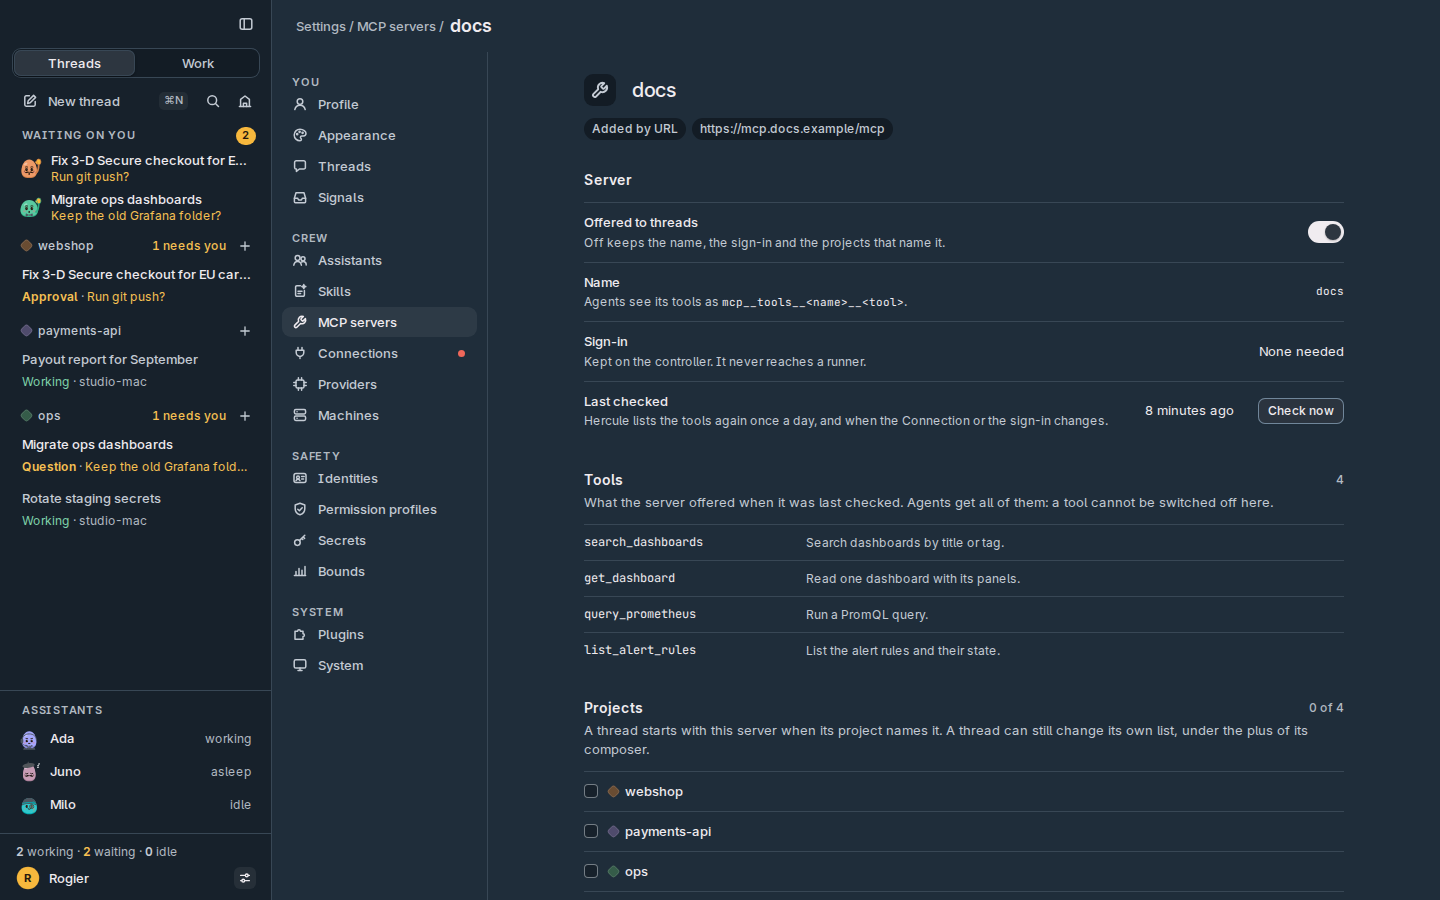 Threads
Work
New thread
⌘N
WAITING ON YOU
2
Fix 3-D Secure checkout for E...
Run git push?
Migrate ops dashboards
Keep the old Grafana folder?
webshop
1 needs you
Fix 3-D Secure checkout for EU car...
Approval · Run git push?
payments-api
Payout report for September
Working · studio-mac
ops
1 needs you
Migrate ops dashboards
Question · Keep the old Grafana fold...
Rotate staging secrets
Working · studio-mac
ASSISTANTS
Ada
working
Juno
asleep
Milo
idle
2 working · 2 waiting · 0 idle
R
Rogier
Settings / MCP servers / docs
YOU
Profile
Appearance
Threads
Signals
CREW
Assistants
Skills
MCP servers
Connections
Providers
Machines
SAFETY
Identities
Permission profiles
Secrets
Bounds
SYSTEM
Plugins
System
docs
Added by URL
https://mcp.docs.example/mcp
Server
Offered to threads
Off keeps the name, the sign-in and the projects that name it.
Name
Agents see its tools as mcp__tools__<name>__<tool>.
docs
Sign-in
Kept on the controller. It never reaches a runner.
None needed
Last checked
Hercule lists the tools again once a day, and when the Connection or the sign-in changes.
8 minutes ago
Check now
Tools
4
What the server offered when it was last checked. Agents get all of them: a tool cannot be switched off here.
search_dashboards
Search dashboards by title or tag.
get_dashboard
Read one dashboard with its panels.
query_prometheus
Run a PromQL query.
list_alert_rules
List the alert rules and their state.
Projects
0 of 4
A thread starts with this server when its project names it. A thread can still change its own list, under the plus of its
composer.
webshop
payments-api
ops